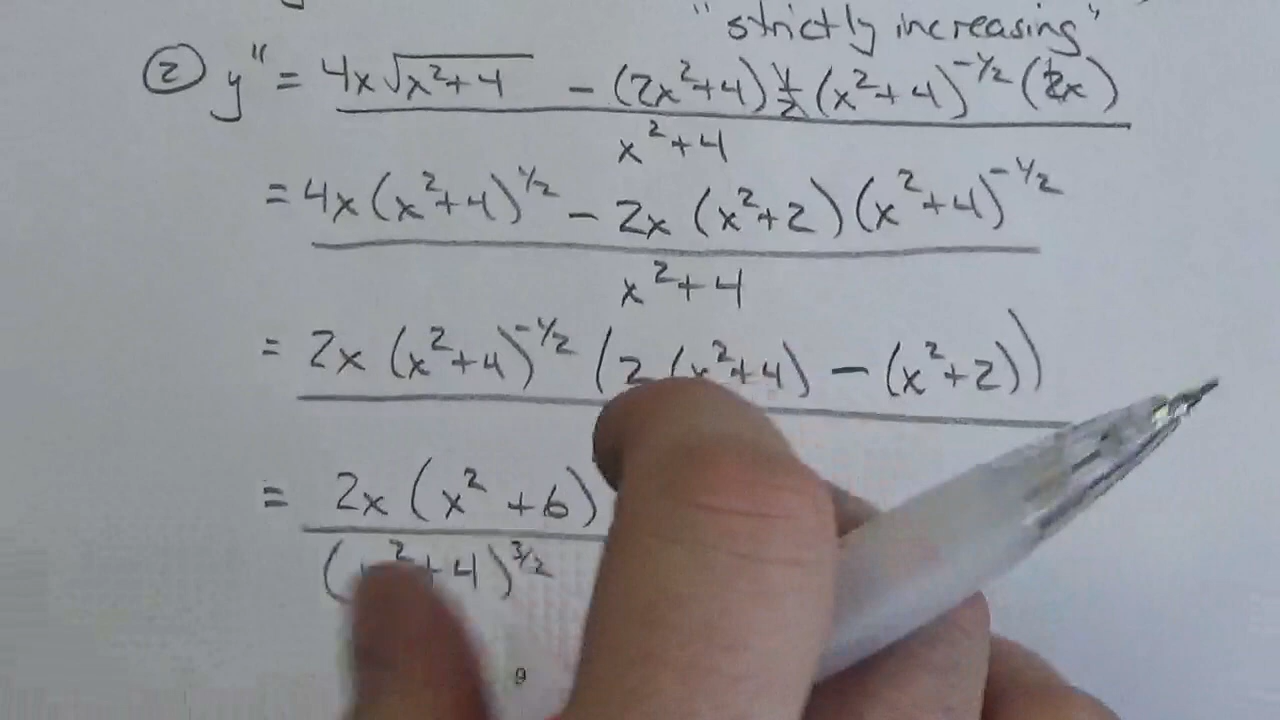 "strictly increasing"
② y" = 4x√(x²+4) - (2x²+4)½(x²+4)^(-1/2)(2x)
x²+4
= 4x(x²+4)^(1/2) - 2x(x²+2)(x²+4)^(-1/2)
x²+4
= 2x(x²+4)^(-1/2)(2(x²+4)-(x²+2))
= 2x(x²+6)
(x²+4)^(3/2)